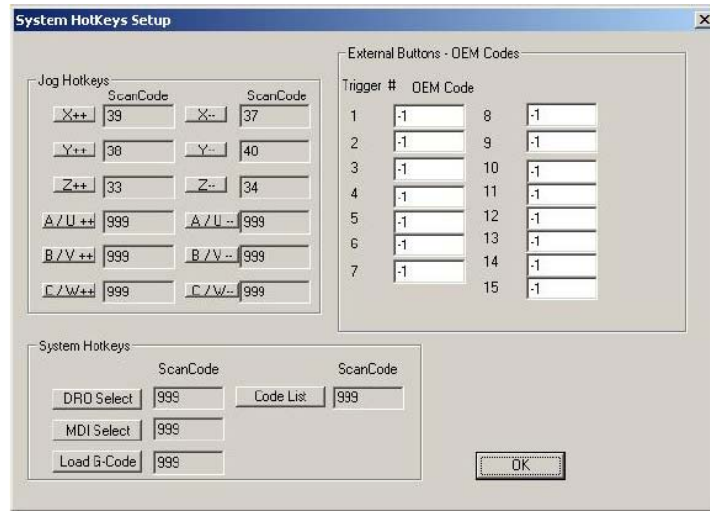 System HotKeys Setup
Jog Hotkeys
ScanCode ScanCode
X++ 39 X-- 37
Y++ 38 Y-- 40
Z++ 33 Z-- 34
A / U ++ 999 A / U -- 999
B / V ++ 999 B / V -- 999
C / W++ 999 C / W-- 999
External Buttons - OEM Codes
Trigger # OEM Code
1 -1 8 -1
2 -1 9 -1
3 -1 10 -1
4 -1 11 -1
5 -1 12 -1
6 -1 13 -1
7 -1 14 -1
15 -1
System Hotkeys
ScanCode ScanCode
DRO Select 999 Code List 999
MDI Select 999
Load G-Code 999
OK